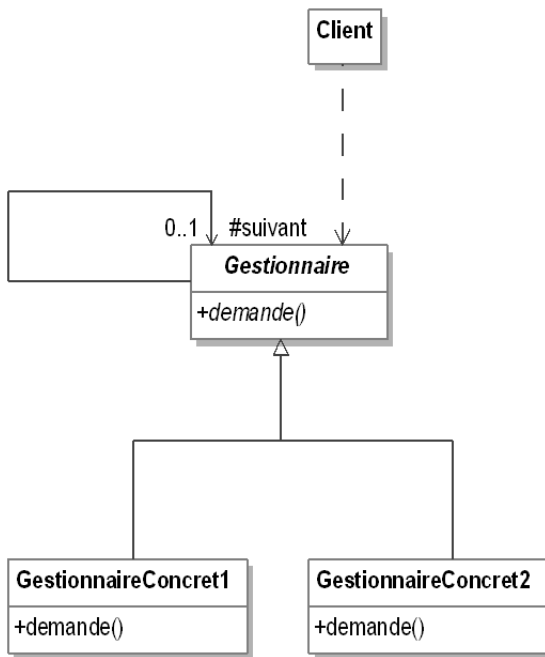 Client
0..1 #suivant
Gestionnaire
+demande()
GestionnaireConcret1
+demande()
GestionnaireConcret2
+demande()